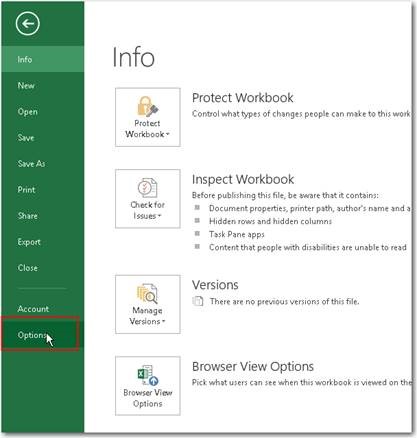 Info
New
Open
Save
Save As
Print
Share
Export
Close
Account
Options
Info
Protect
Workbook
Protect Workbook
Control what types of changes people can make to this work
Check for
Issues
Inspect Workbook
Before publishing this file, be aware that it contains:
Document properties, printer path, author's name and a
Hidden rows and hidden columns
Task Pane apps
Content that people with disabilities are unable to read
Manage
Versions
Versions
There are no previous versions of this file.
Browser View
Options
Browser View Options
Pick what users can see when this workbook is viewed on the